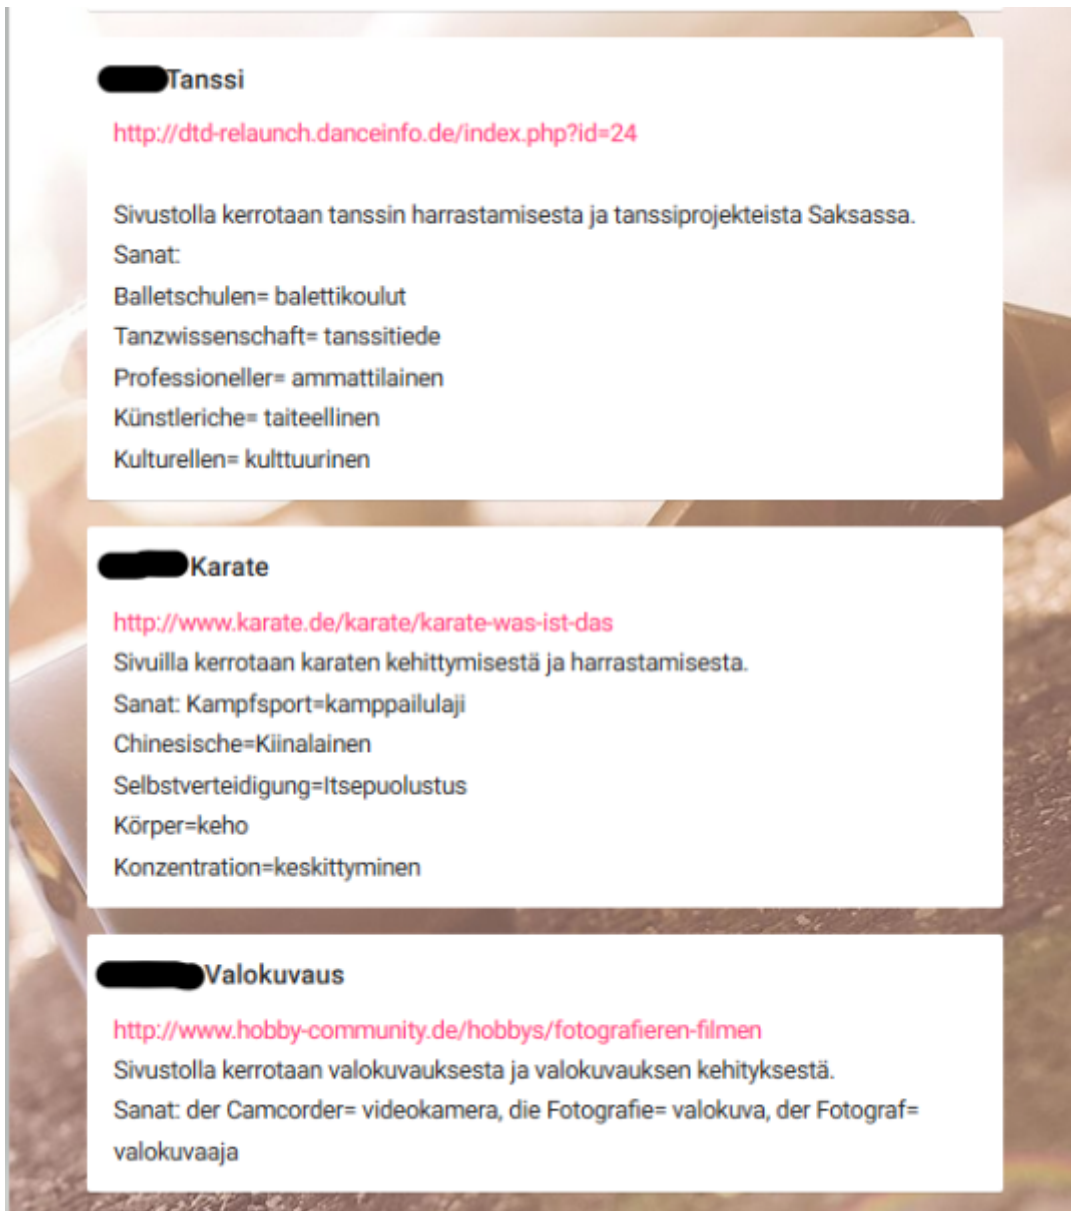 Tanssi
http://dtd-relaunch.danceinfo.de/index.php?id=24
Sivustolla kerrotaan tanssin harrastamisesta ja tanssiprojekteista Saksassa.
Sanat:
Balletschulen= balettikoulut
Tanzwissenschaft= tanssitiede
Professioneller= ammattilainen
Künstleriche= taiteellinen
Kulturellen= kulttuurinen
Karate
http://www.karate.de/karate/karate-was-ist-das
Sivuilla kerrotaan karaten kehittymisestä ja harrastamisesta.
Sanat: Kampfsport=kamppailulaji
Chinesische=Kiinalainen
Selbstverteidigung=Itsepuolustus
Körper=keho
Konzentration=keskittyminen
Valokuvaus
http://www.hobby-community.de/hobbys/fotografieren-filmen
Sivustolla kerrotaan valokuvauksesta ja valokuvauksen kehityksestä.
Sanat: der Camcorder= videokamera, die Fotografie= valokuva, der Fotograf=
valokuvaaja